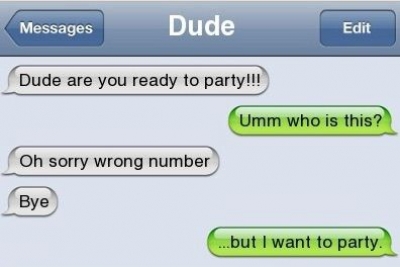 Messages
Dude
Edit
Dude are you ready to party!!!
Umm who is this?
Oh sorry wrong number
Bye
...but I want to party.